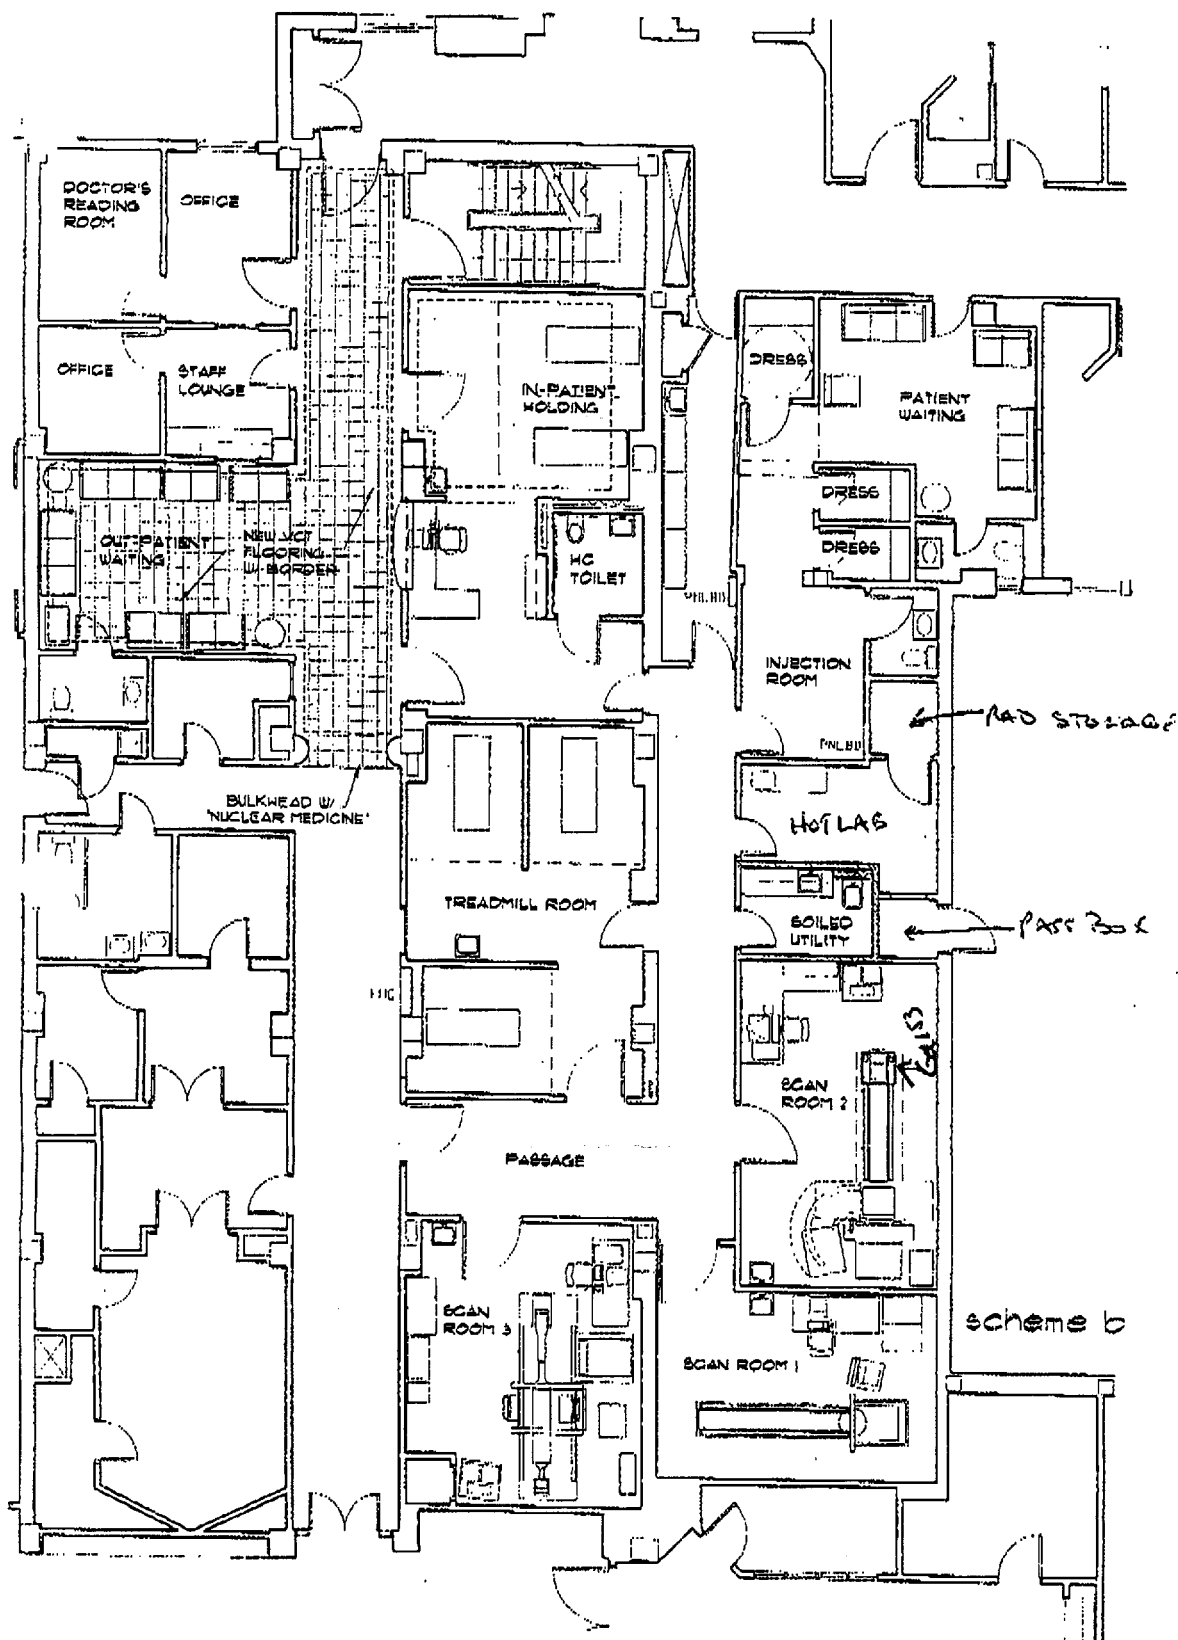 DOCTOR'S
READING
ROOM
OFFICE
OFFICE
STAFF
LOUNGE
DRESS
IN-PATIENT
HOLDING
PATIENT
WAITING
DRESS
DRESS
OUTPATIENT
WAITING
NEW VCT
FLOORING
W/ BORDER
HC
TOILET
INJECTION
ROOM
PNLBD
RAD STORAGE
BULKHEAD W/
'NUCLEAR MEDICINE'
HOT LAB
TREADMILL ROOM
SOILED
UTILITY
PASS BOX
SCAN
ROOM 2
PASSAGE
SCAN
ROOM 3
scheme b
SCAN ROOM 1